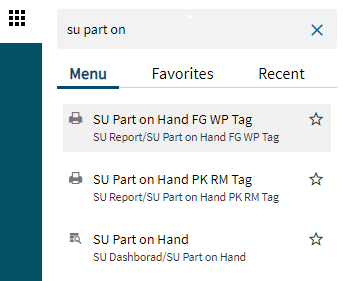 su part on
Menu Favorites Recent
SU Part on Hand FG WP Tag
SU Report/SU Part on Hand FG WP Tag
SU Part on Hand PK RM Tag
SU Report/SU Part on Hand PK RM Tag
SU Part on Hand
SU Dashborad/SU Part on Hand